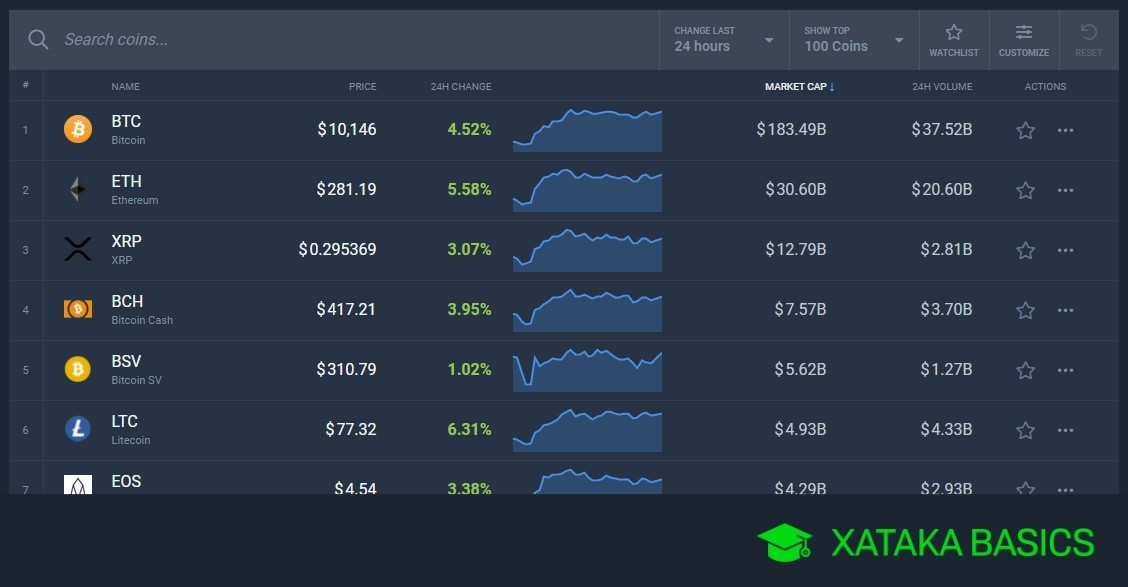 Search coins...
CHANGE LAST
24 hours
SHOW TOP
100 Coins
WATCHLIST
CUSTOMIZE
RESET
# NAME PRICE 24H CHANGE MARKET CAP ↓ 24H VOLUME ACTIONS
1 BTC $10,146 4.52% $183.49B $37.52B
Bitcoin
2 ETH $281.19 5.58% $30.60B $20.60B
Ethereum
3 XRP $0.295369 3.07% $12.79B $2.81B
XRP
4 BCH $417.21 3.95% $7.57B $3.70B
Bitcoin Cash
5 BSV $310.79 1.02% $5.62B $1.27B
Bitcoin SV
6 LTC $77.32 6.31% $4.93B $4.33B
Litecoin
7 EOS $4.54 3.38% $4.29B $2.93B
XATAKA BASICS